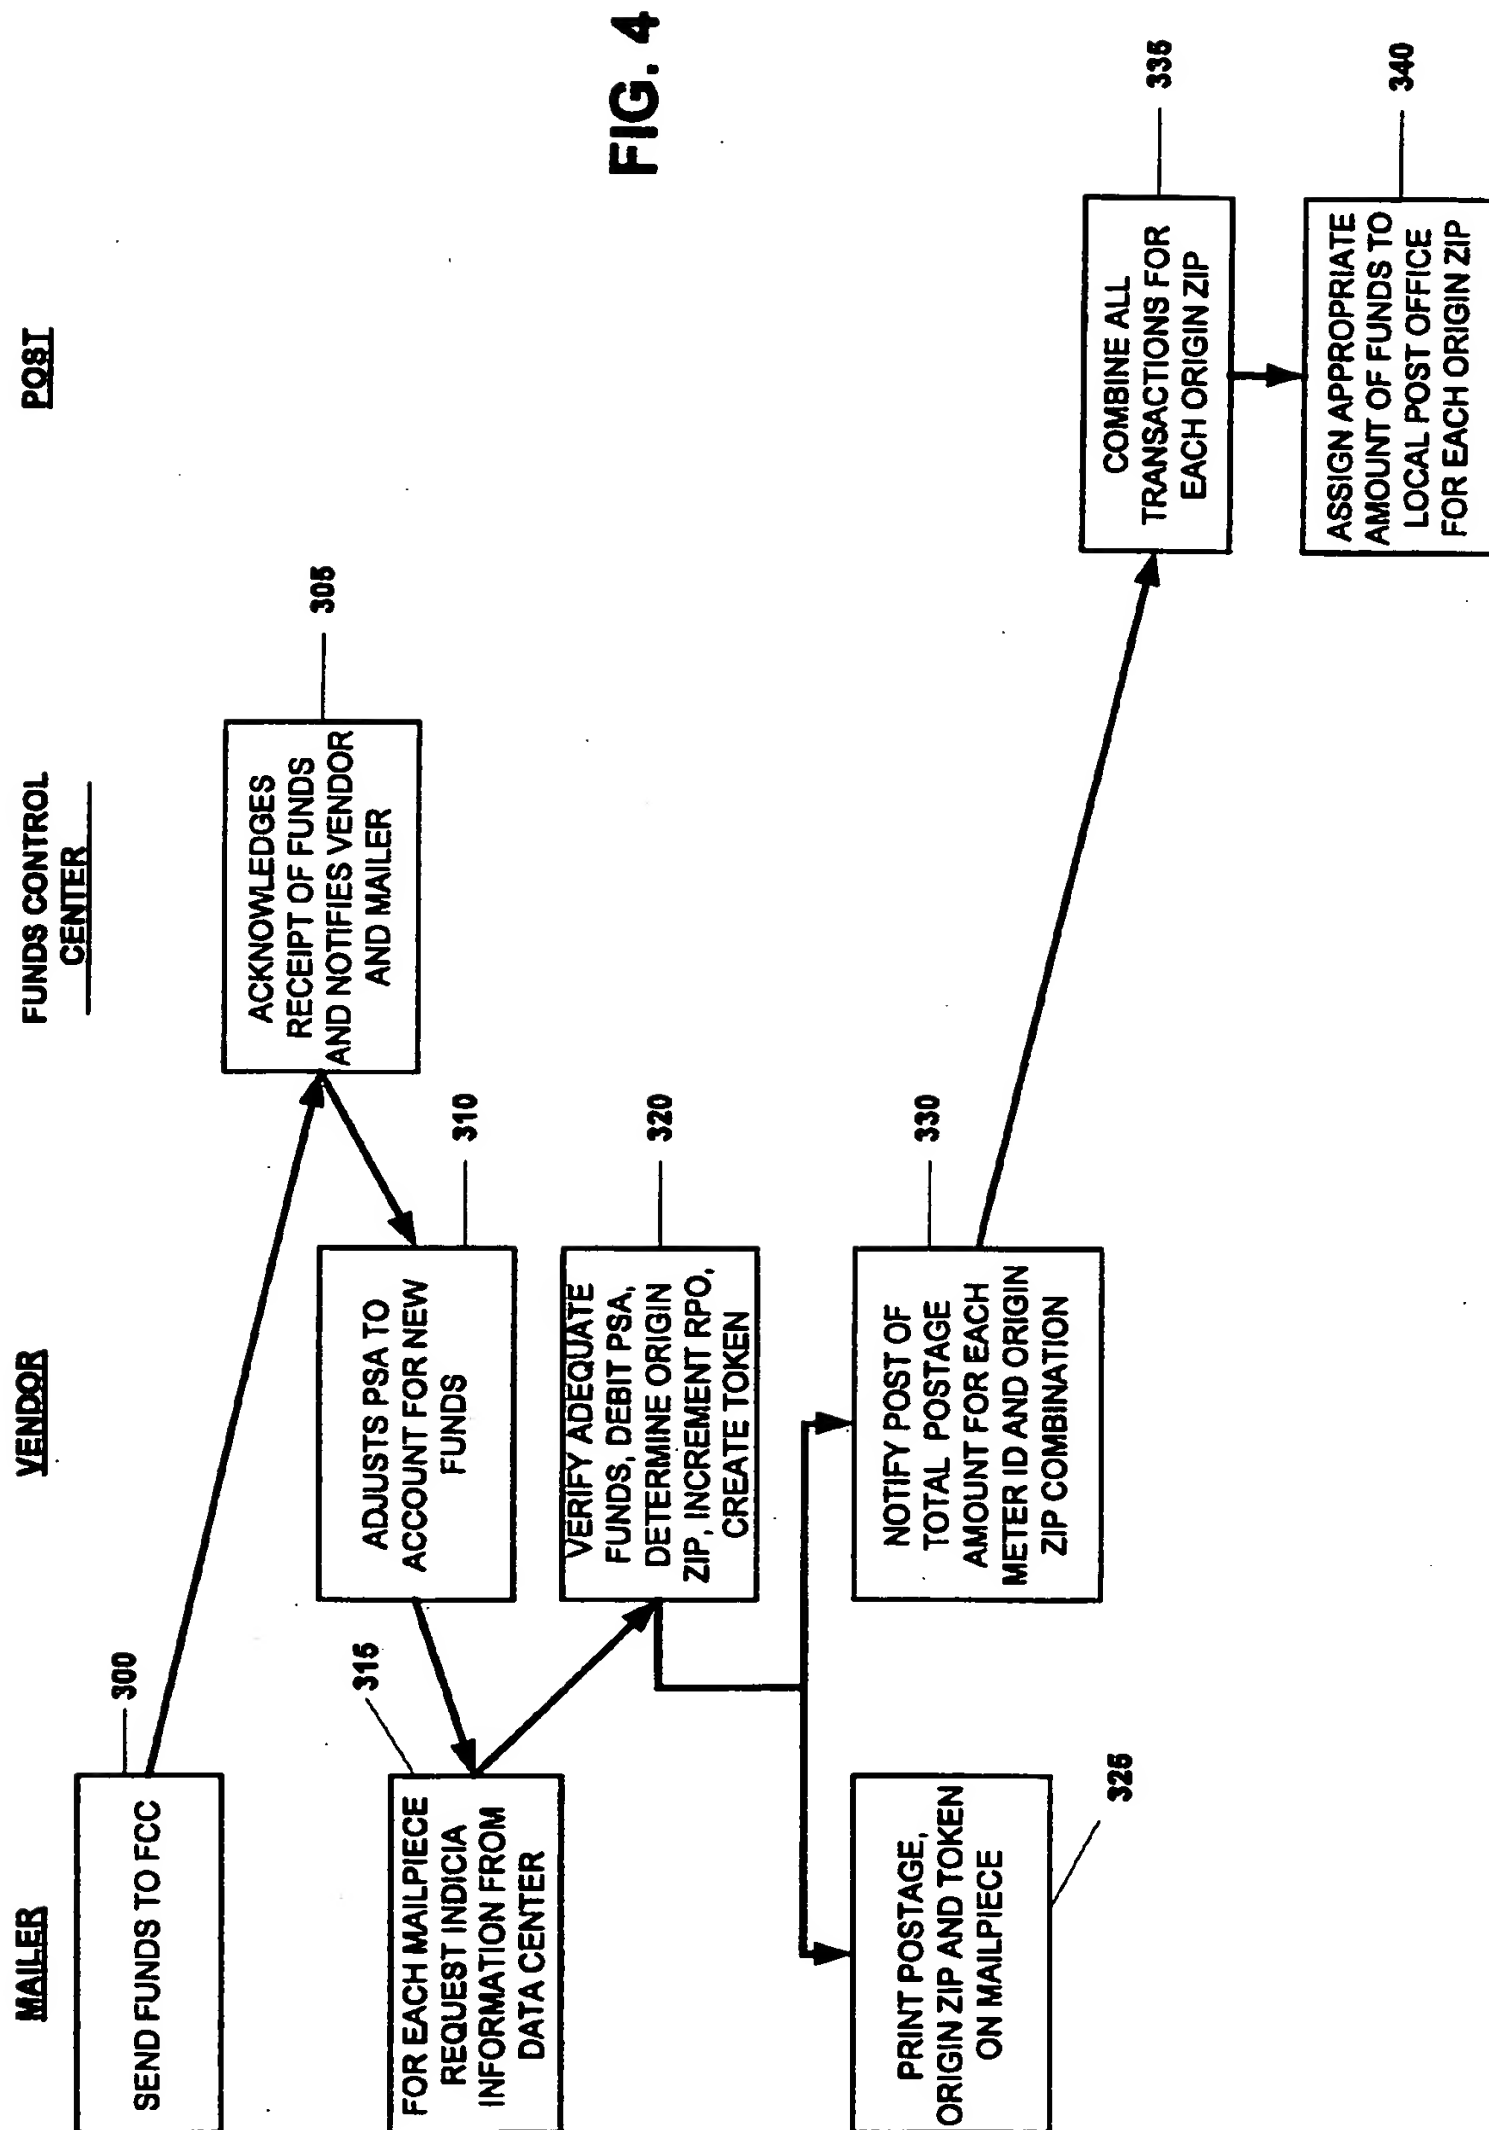 MAILER
VENDOR
FUNDS CONTROL
CENTER
POST
300
SEND FUNDS TO FCC
305
ACKNOWLEDGES
RECEIPT OF FUNDS
AND NOTIFIES VENDOR
AND MAILER
310
ADJUSTS PSA TO
ACCOUNT FOR NEW
FUNDS
315
FOR EACH MAILPIECE
REQUEST INDICIA
INFORMATION FROM
DATA CENTER
320
VERIFY ADEQUATE
FUNDS, DEBIT PSA,
DETERMINE ORIGIN
ZIP, INCREMENT RPO,
CREATE TOKEN
325
PRINT POSTAGE,
ORIGIN ZIP AND TOKEN
ON MAILPIECE
330
NOTIFY POST OF
TOTAL POSTAGE
AMOUNT FOR EACH
METER ID AND ORIGIN
ZIP COMBINATION
335
COMBINE ALL
TRANSACTIONS FOR
EACH ORIGIN ZIP
340
ASSIGN APPROPRIATE
AMOUNT OF FUNDS TO
LOCAL POST OFFICE
FOR EACH ORIGIN ZIP
FIG. 4